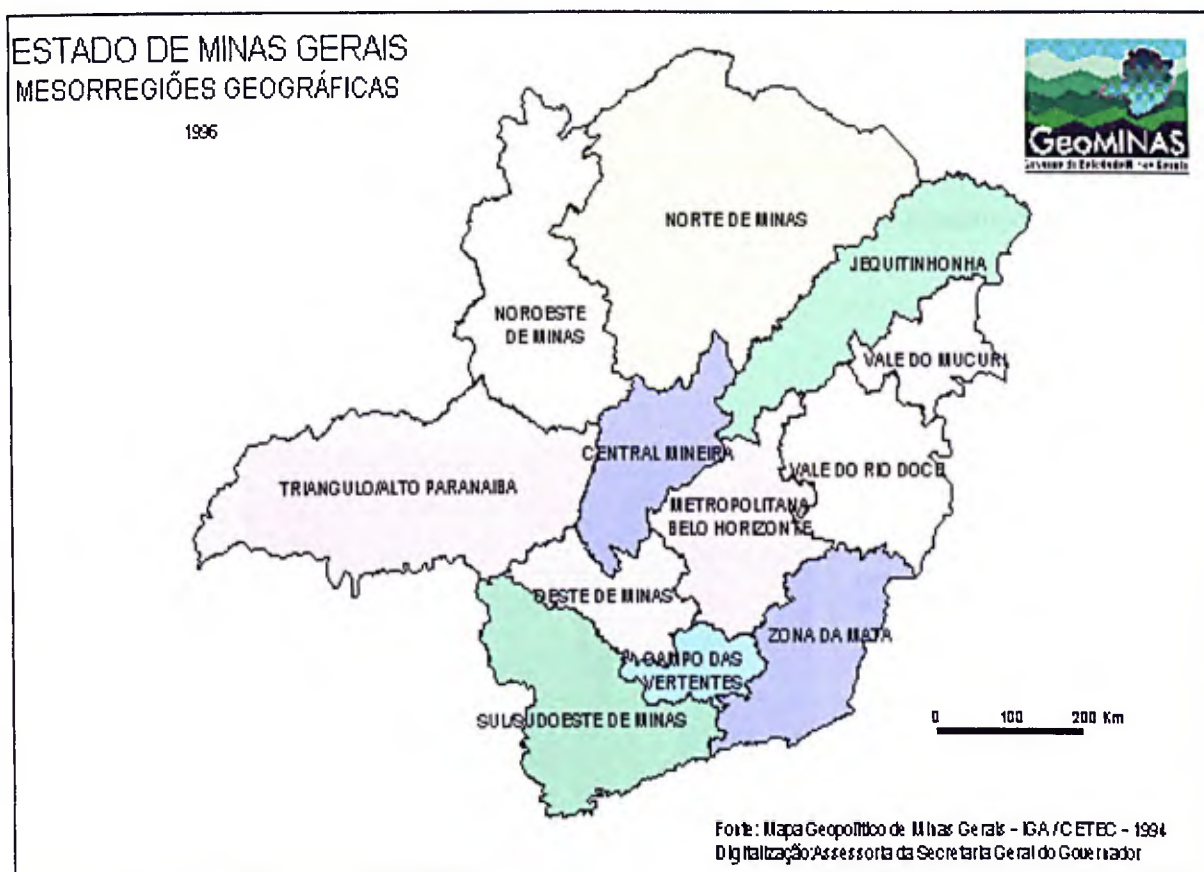 ESTADO DE MINAS GERAIS
MESORREGIÕES GEOGRÁFICAS
1996
GeoMINAS
NORTE DE MINAS
JEQUITINHONHA
NOROESTE
DE MINAS
VALE DO MUCURI
CENTRAL MINEIRA
VALE DO RIO DOCE
TRIANGULO/ALTO PARANAIBA
METROPOLITANA
BELO HORIZONTE
OESTE DE MINAS
ZONA DA MATA
CAMPO DAS
VERTENTES
SUL/SUDOESTE DE MINAS
0 100 200 Km
Fonte: Mapa Geopolítico de Minas Gerais - IGA / CETEC - 1994
Digitalização: Assessoria da Secretaria Geral do Governador